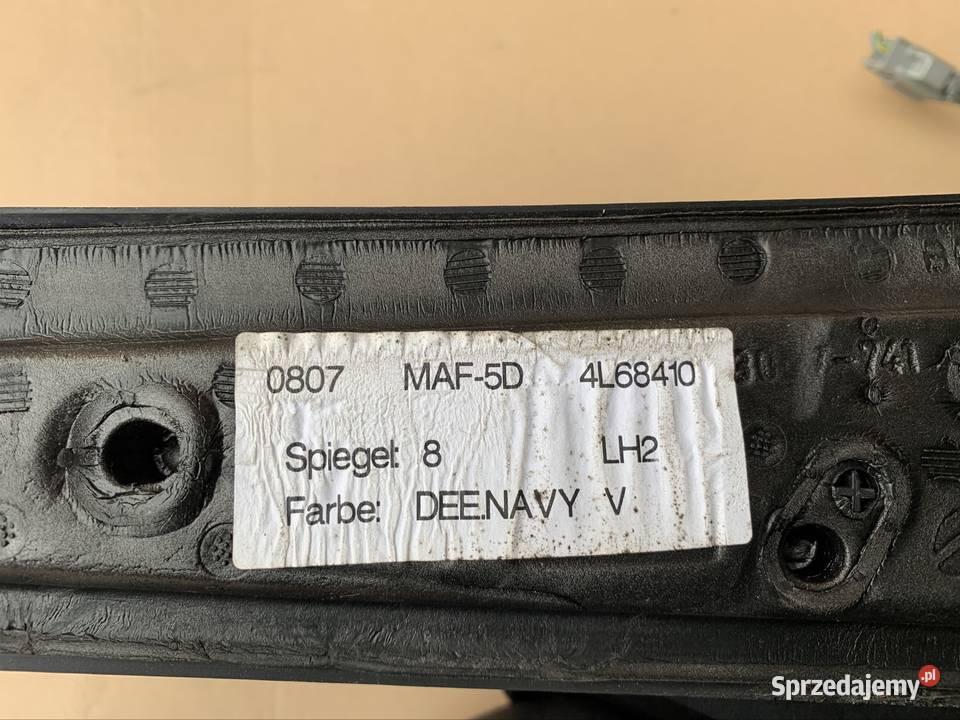 0807 MAF-5D 4L68410
Spiegel: 8 LH2
Farbe: DEE.NAVY V
Sprzedajemy.pl